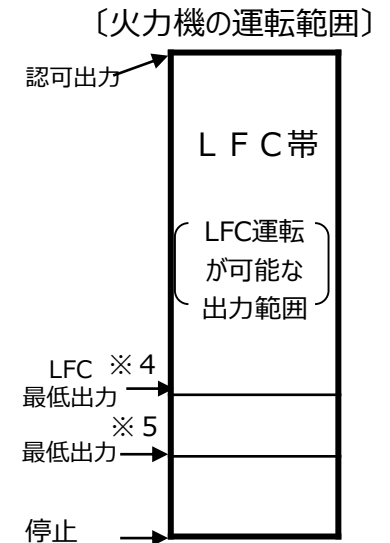 〔火力機の運転範囲〕
認可出力
ＬＦＣ帯
LFC運転
が可能な
出力範囲
LFC ※４
最低出力
※５
最低出力
停止